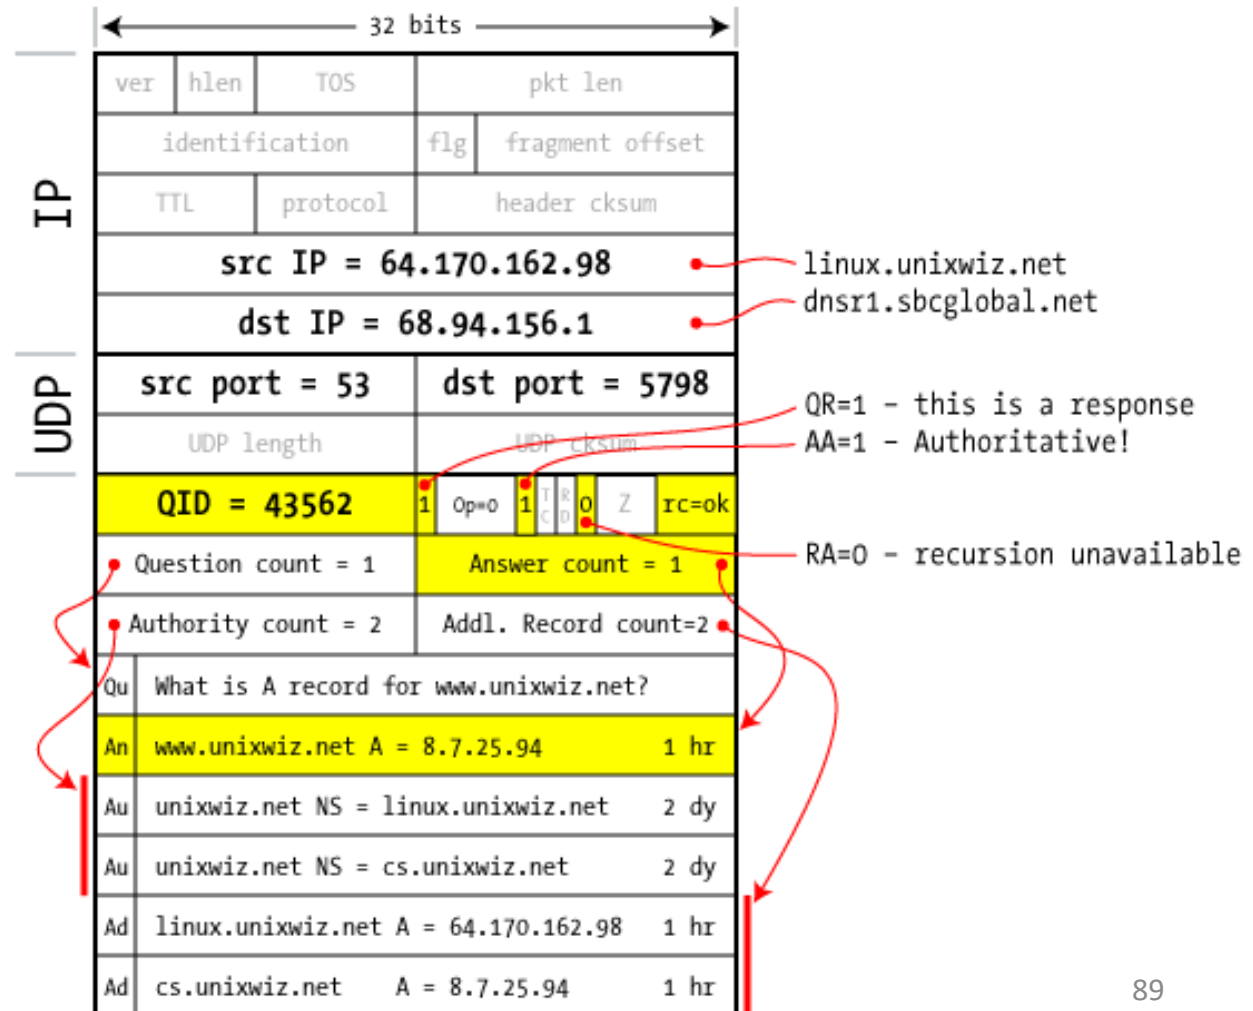 32 bits
IP
ver hlen TOS pkt len
identification flg fragment offset
TTL protocol header cksum
src IP = 64.170.162.98
linux.unixwiz.net
dst IP = 68.94.156.1
dnsr1.sbcglobal.net
UDP
src port = 53 dst port = 5798
UDP length UDP cksum
QR=1 – this is a response
AA=1 – Authoritative!
QID = 43562 1 Op=0 1 TC RD 0 Z rc=ok
RA=0 – recursion unavailable
Question count = 1 Answer count = 1
Authority count = 2 Addl. Record count=2
Qu What is A record for www.unixwiz.net?
An www.unixwiz.net A = 8.7.25.94 1 hr
Au unixwiz.net NS = linux.unixwiz.net 2 dy
Au unixwiz.net NS = cs.unixwiz.net 2 dy
Ad linux.unixwiz.net A = 64.170.162.98 1 hr
Ad cs.unixwiz.net A = 8.7.25.94 1 hr
89